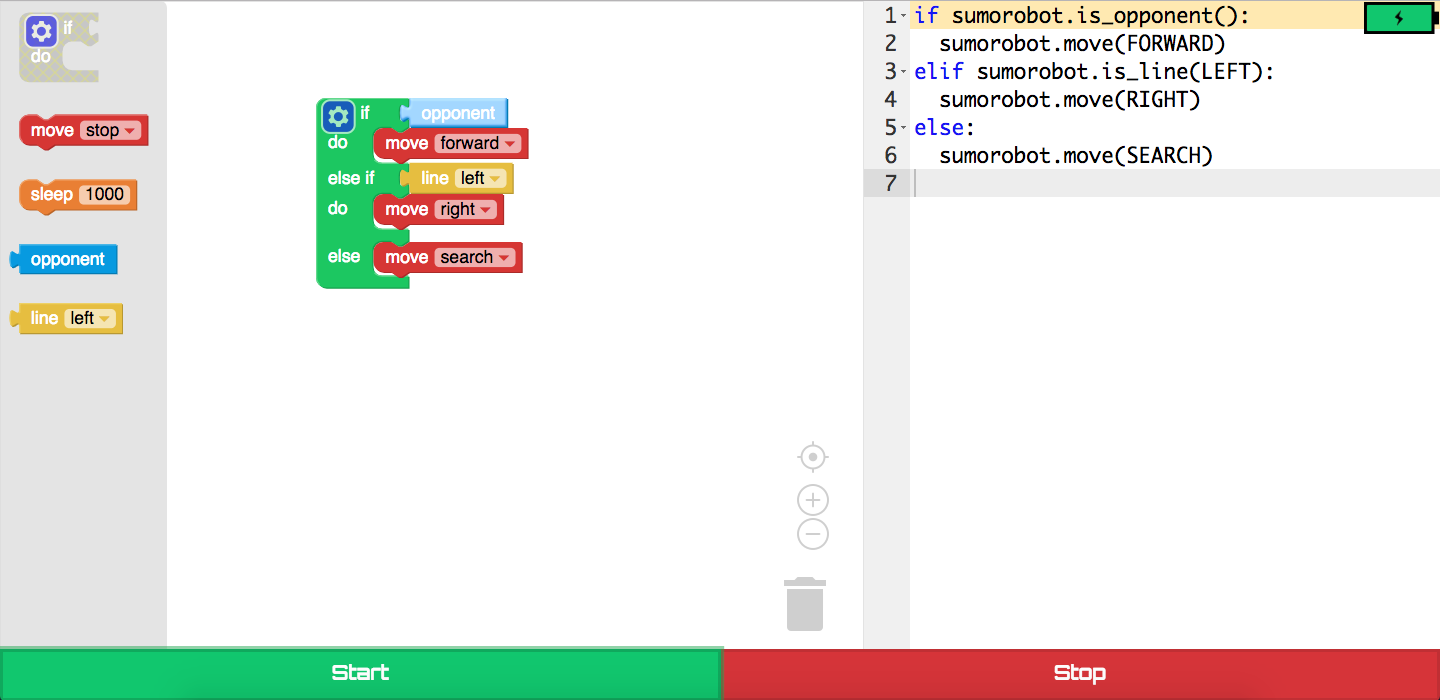 if
do
move stop
sleep 1000
opponent
line left
if opponent
do move forward
else if line left
do move right
else move search
1 if sumorobot.is_opponent():
2 sumorobot.move(FORWARD)
3 elif sumorobot.is_line(LEFT):
4 sumorobot.move(RIGHT)
5 else:
6 sumorobot.move(SEARCH)
7
Start
Stop